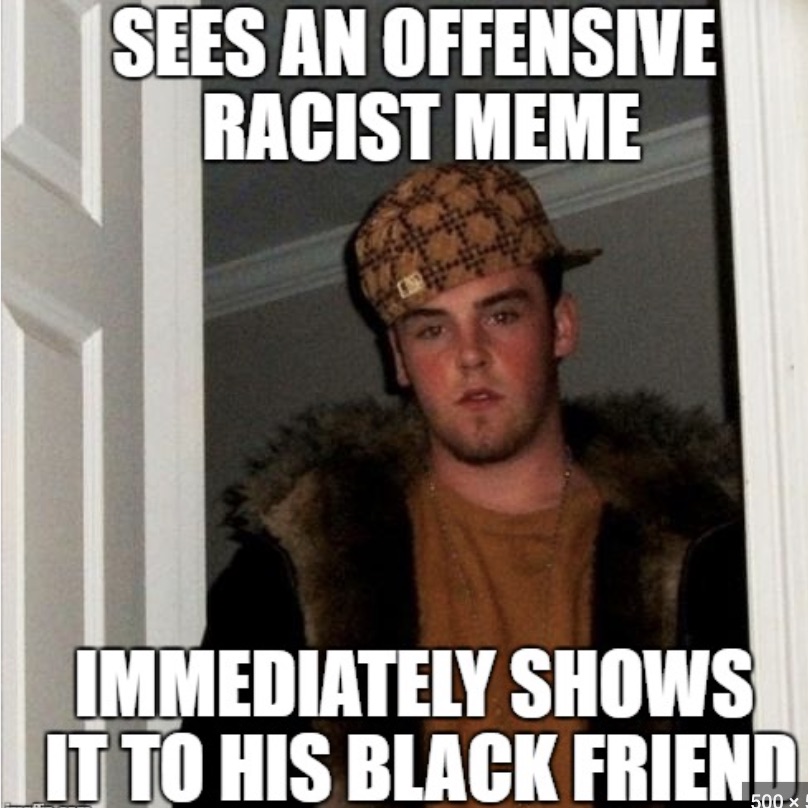 SEES AN OFFENSIVE
RACIST MEME
IMMEDIATELY SHOWS
IT TO HIS BLACK FRIEND
500 ×